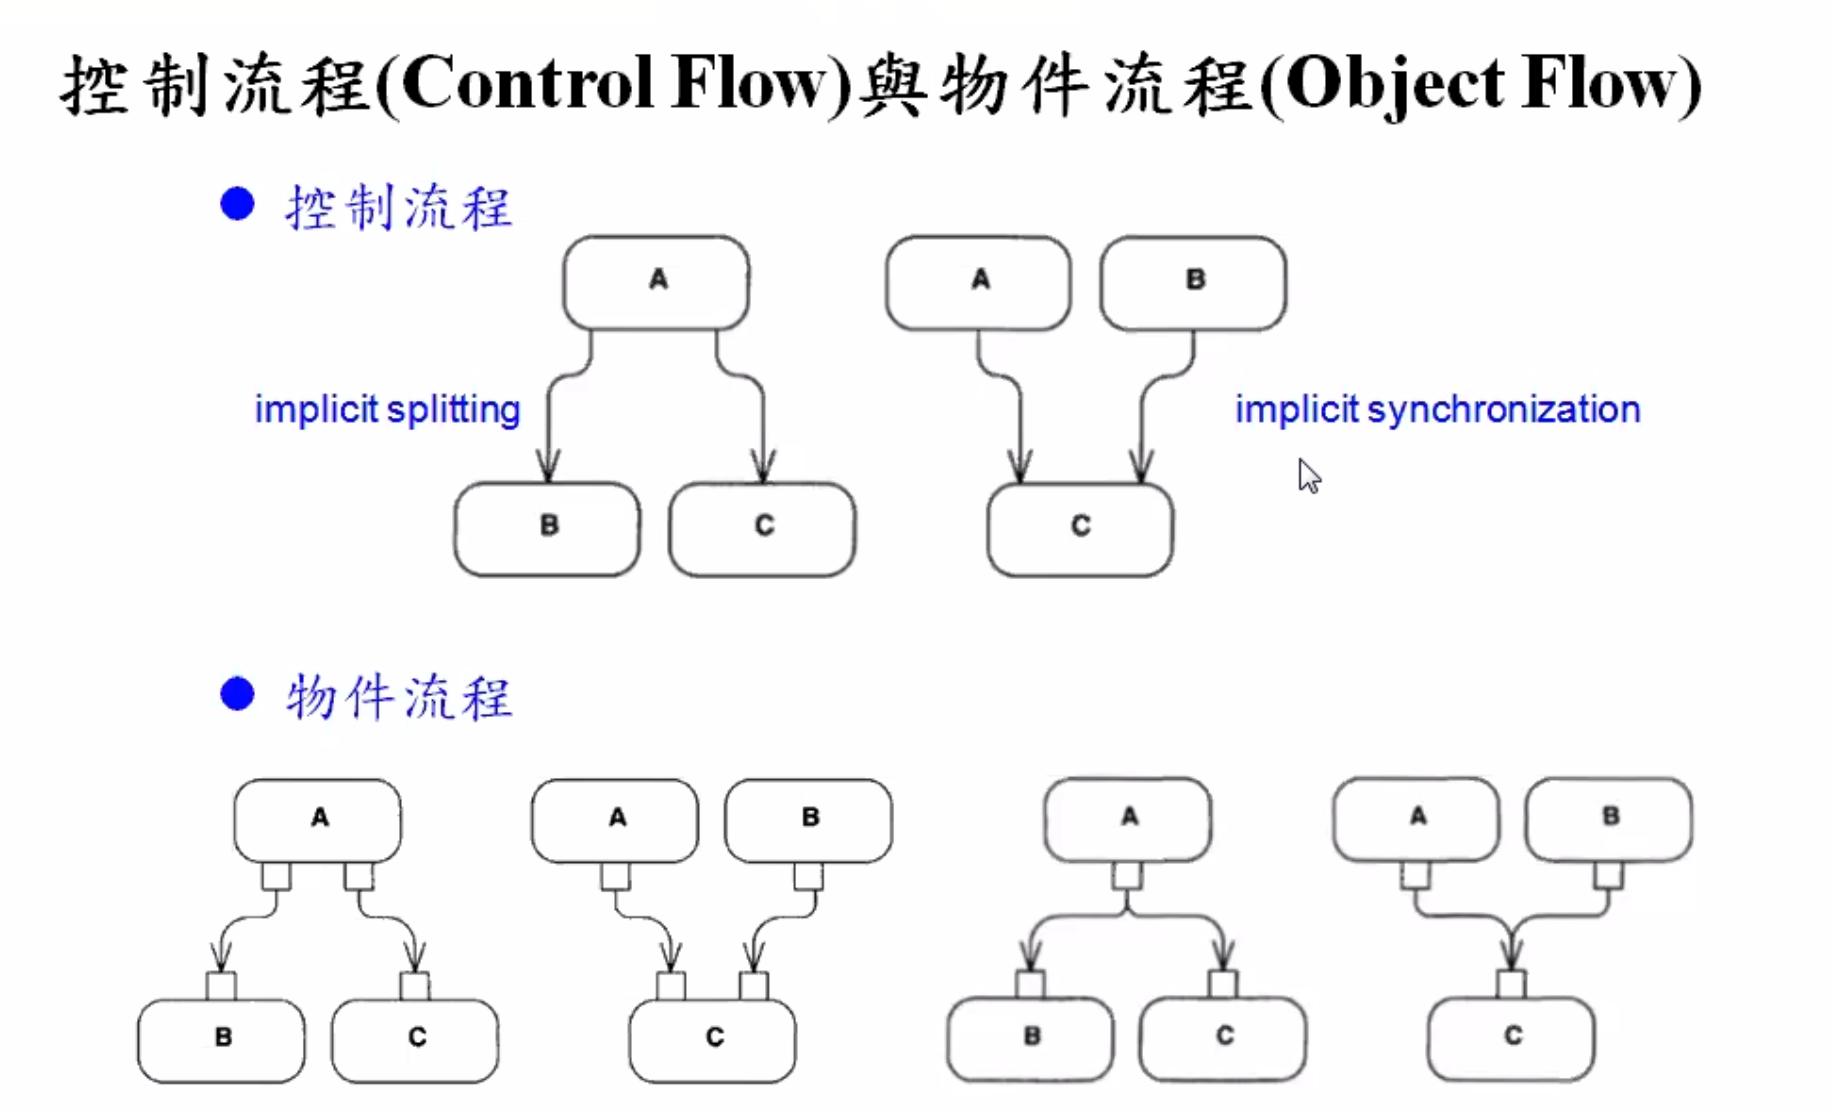 控制流程(Control Flow)與物件流程(Object Flow)
控制流程
A
A
B
implicit splitting
implicit synchronization
B
C
C
物件流程
A
A
B
A
A
B
B
C
C
B
C
C